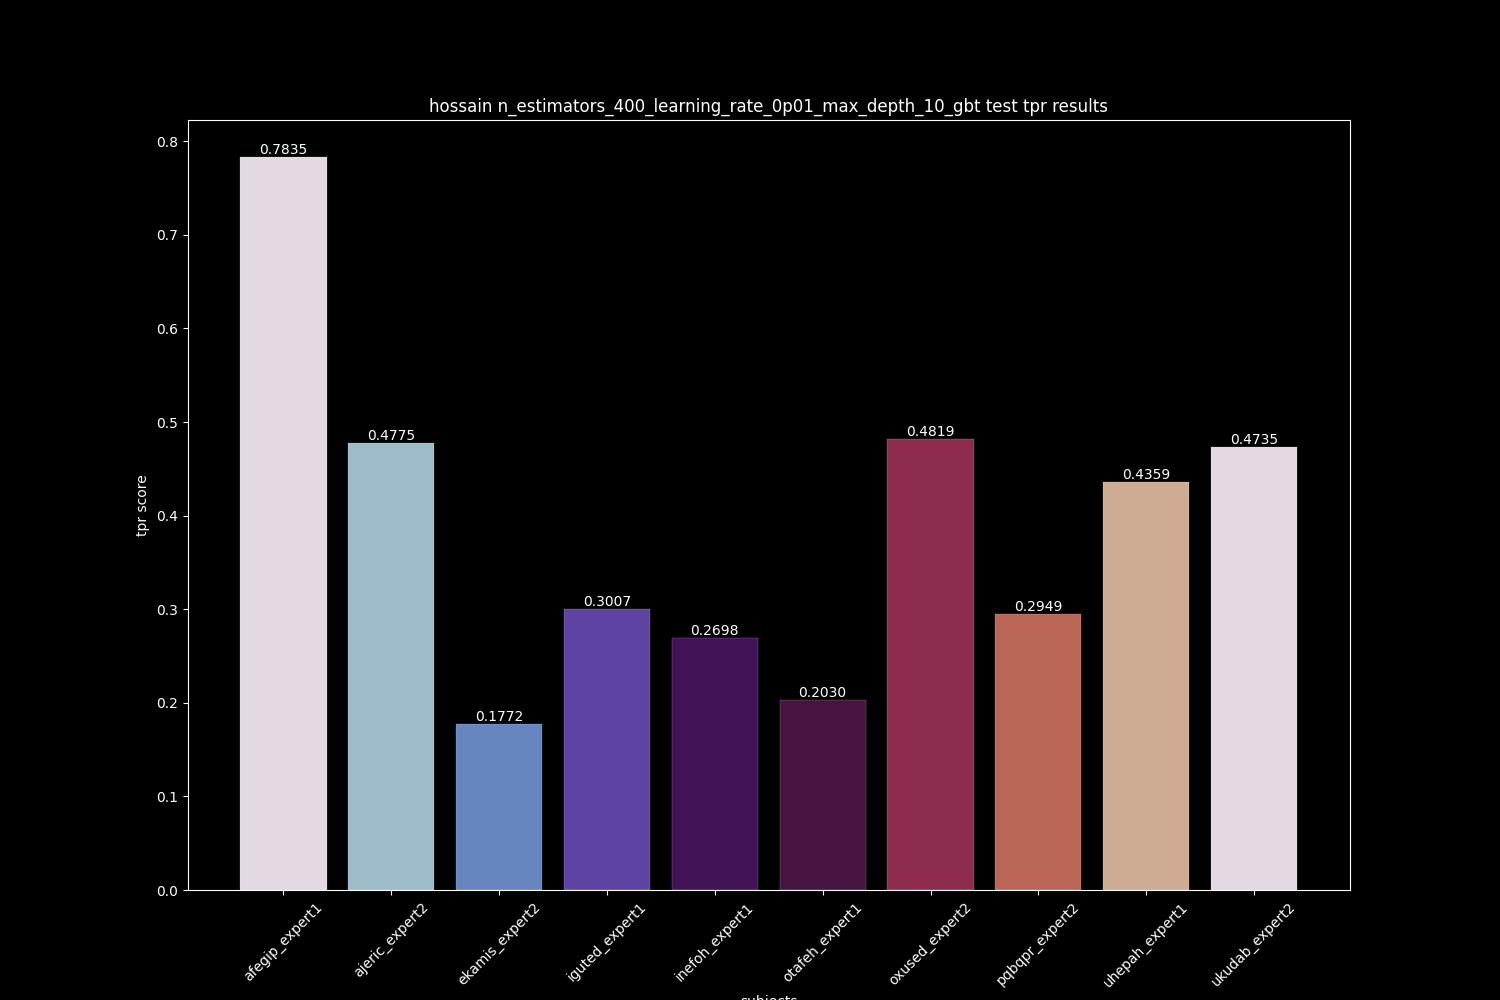 hossain n_estimators_400_learning_rate_0p01_max_depth_10_gbt test tpr results
0.8
0.7
0.6
0.5
0.4
0.3
0.2
0.1
0.0
tpr score
0.7835
0.4775
0.1772
0.3007
0.2698
0.2030
0.4819
0.2949
0.4359
0.4735
afegip_expert1
ajeric_expert2
ekamis_expert2
iguted_expert1
inefoh_expert1
otafeh_expert1
oxused_expert2
pqbqpr_expert2
uhepah_expert1
ukudab_expert2
subjects